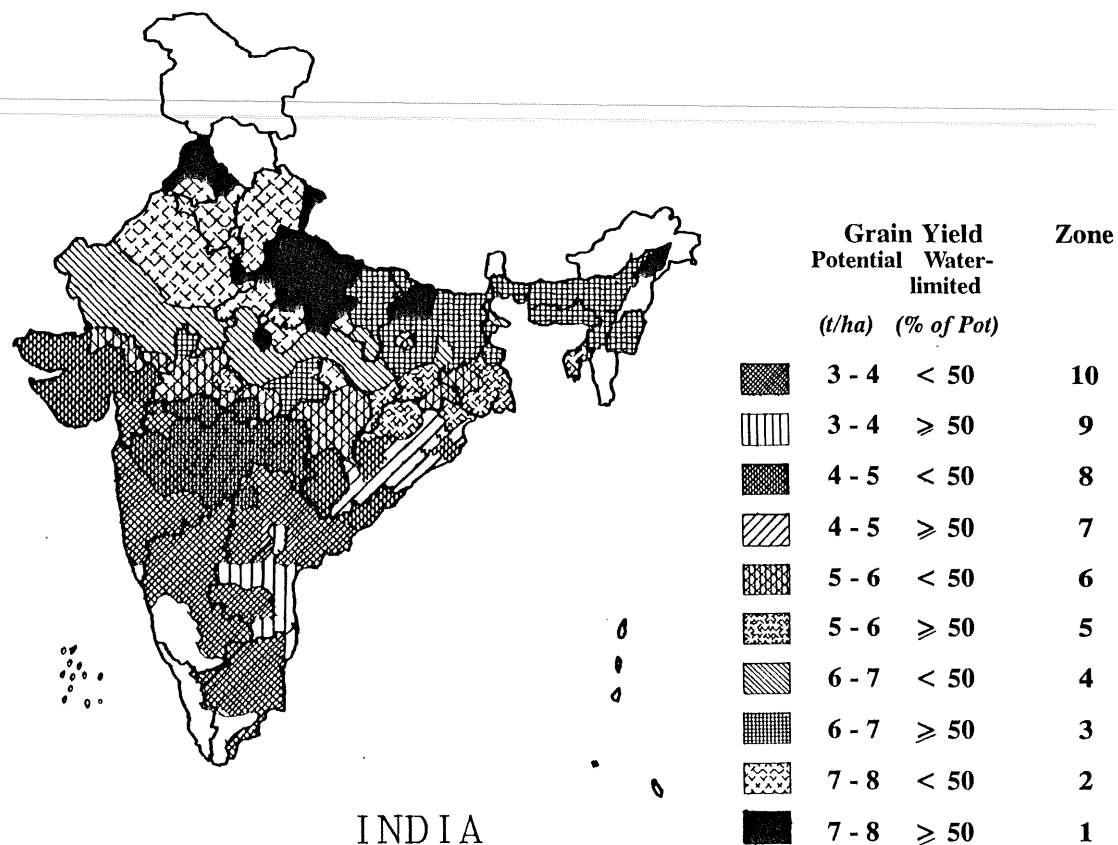 Grain Yield Zone
Potential Water-
limited
(t/ha) (% of Pot)
3 - 4 < 50 10
3 - 4 ⩾ 50 9
4 - 5 < 50 8
4 - 5 ⩾ 50 7
5 - 6 < 50 6
5 - 6 ⩾ 50 5
6 - 7 < 50 4
6 - 7 ⩾ 50 3
7 - 8 < 50 2
7 - 8 ⩾ 50 1
INDIA